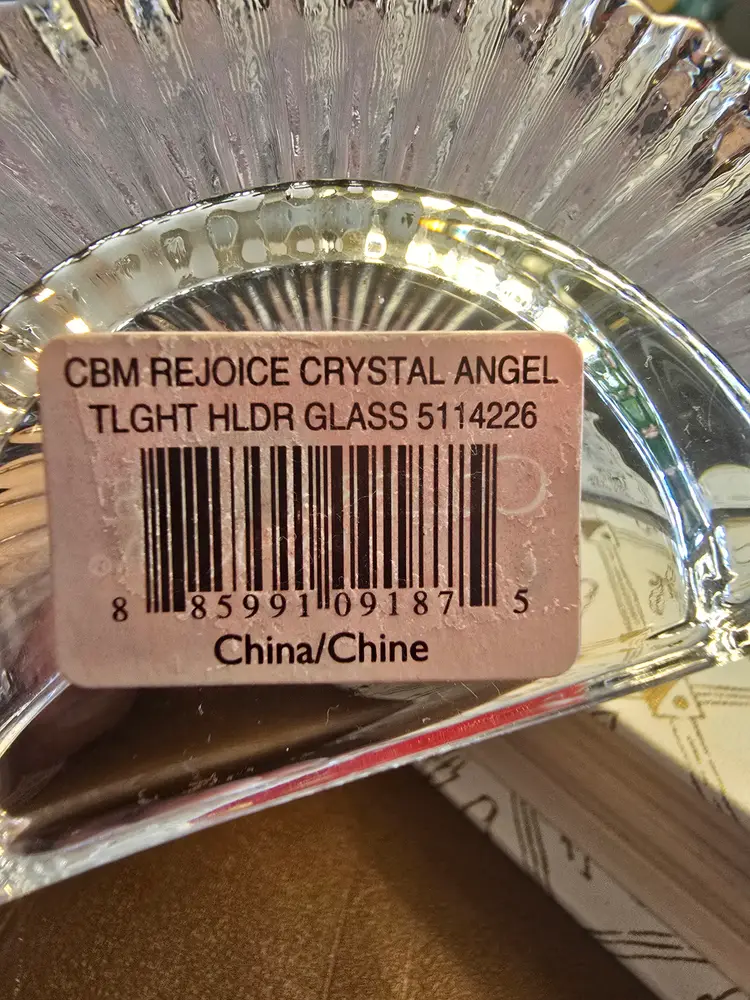 CBM REJOICE CRYSTAL ANGEL
TLGHT HLDR GLASS 5114226
8 85991 09187 5
China/Chine